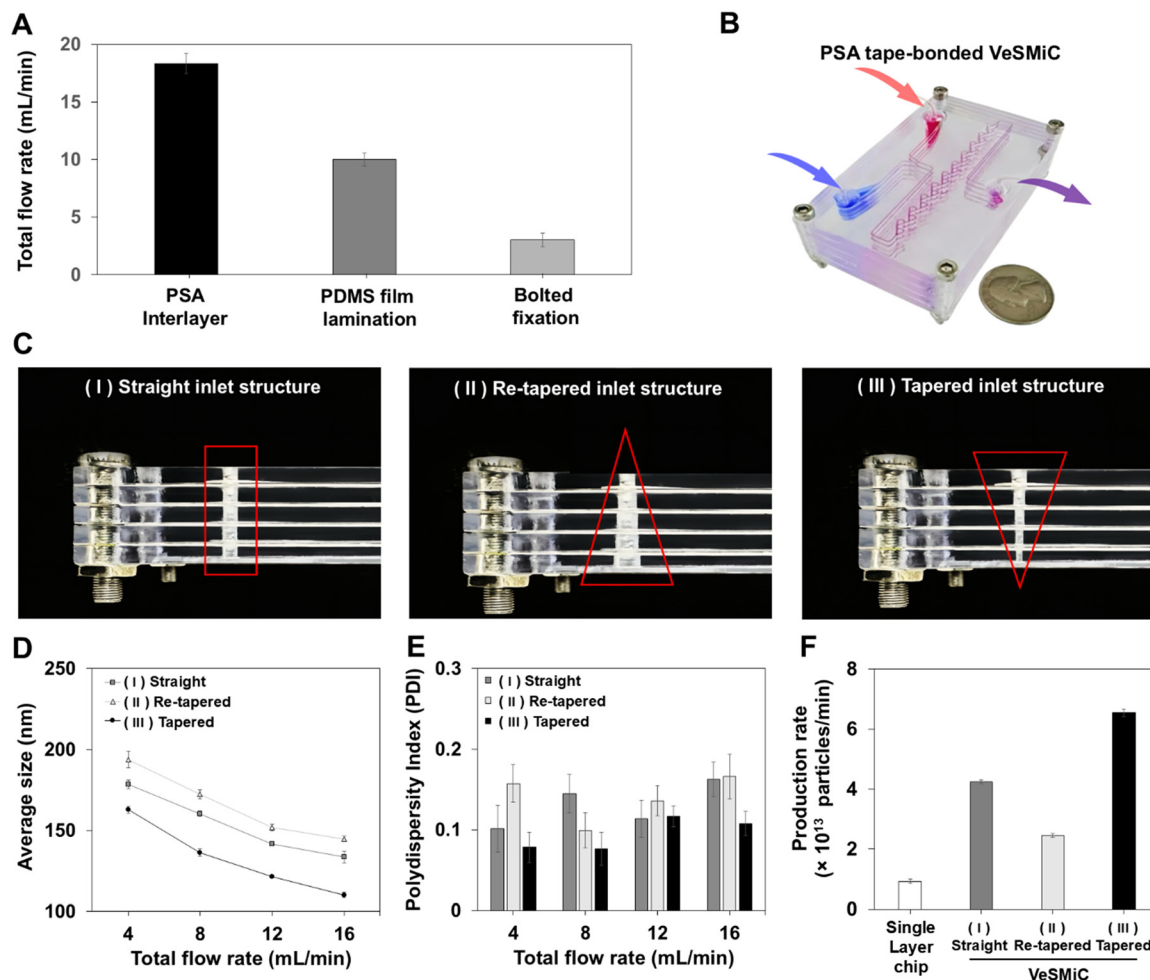 A
Total flow rate (mL/min)
20
15
10
5
0
PSA
Interlayer
PDMS film
lamination
Bolted
fixation
B
PSA tape-bonded VeSMiC
C
( I ) Straight inlet structure
( II ) Re-tapered inlet structure
( III ) Tapered inlet structure
D
Average size (nm)
250
200
150
100
( I ) Straight
( II ) Re-tapered
( III ) Tapered
4 8 12 16
Total flow rate (mL/min)
E
Polydispersity Index (PDI)
0.3
0.2
0.1
0
( I ) Straight
( II ) Re-tapered
( III ) Tapered
4 8 12 16
Total flow rate (mL/min)
F
Production rate
(× 10¹³ particles/min)
8
6
4
2
0
Single
Layer
chip
( I )
Straight
( II )
Re-tapered
( III )
Tapered
VeSMiC